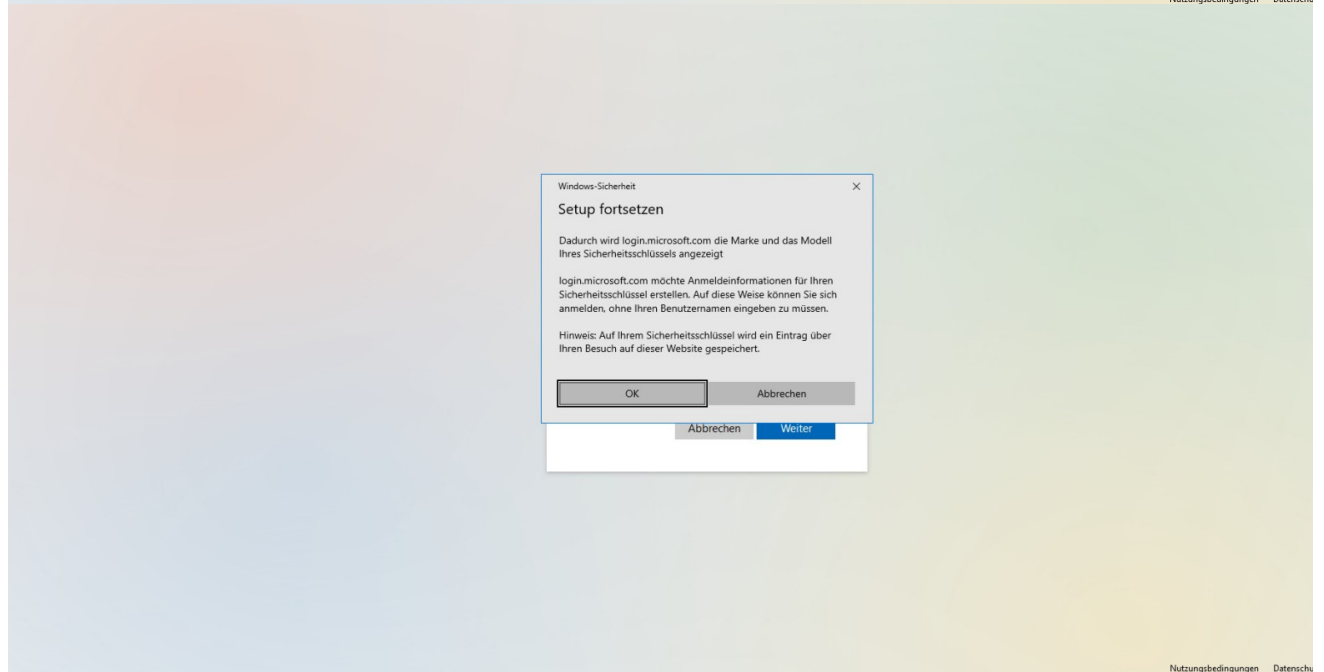 Nutzungsbedingungen Datenschu
Windows-Sicherheit
Setup fortsetzen
Dadurch wird login.microsoft.com die Marke und das Modell
Ihres Sicherheitsschlüssels angezeigt
login.microsoft.com möchte Anmeldeinformationen für Ihren
Sicherheitsschlüssel erstellen. Auf diese Weise können Sie sich
anmelden, ohne Ihren Benutzernamen eingeben zu müssen.
Hinweis: Auf Ihrem Sicherheitsschlüssel wird ein Eintrag über
Ihren Besuch auf dieser Website gespeichert.
OK Abbrechen
Abbrechen Weiter
Nutzungsbedingungen Datenschu